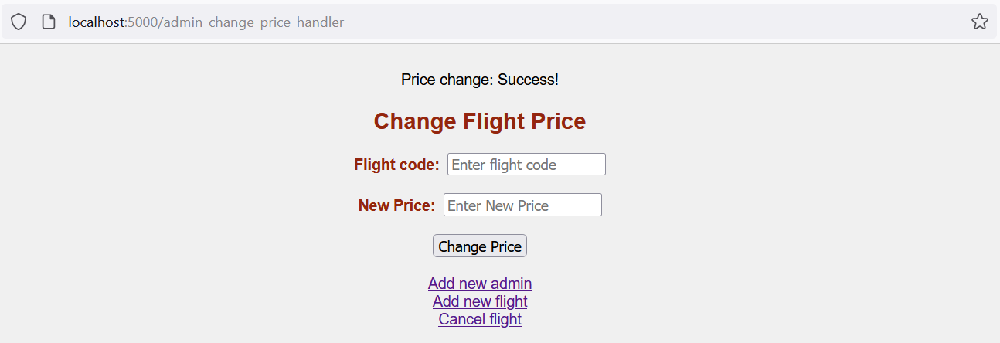 localhost:5000/admin_change_price_handler
Price change: Success!
Change Flight Price
Flight code: Enter flight code
New Price: Enter New Price
Change Price
Add new admin
Add new flight
Cancel flight